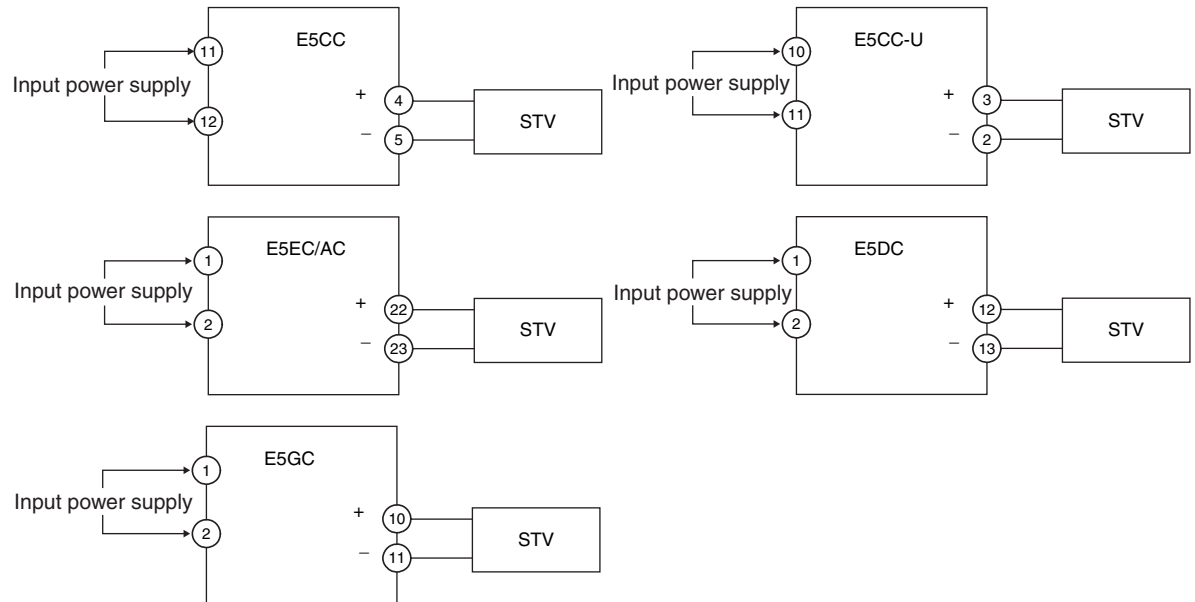 E5CC
11
Input power supply
12
+
4
−
5
STV
E5CC-U
10
Input power supply
11
+
3
−
2
STV
E5EC/AC
1
Input power supply
2
+
22
−
23
STV
E5DC
1
Input power supply
2
+
12
−
13
STV
E5GC
1
Input power supply
2
+
10
−
11
STV